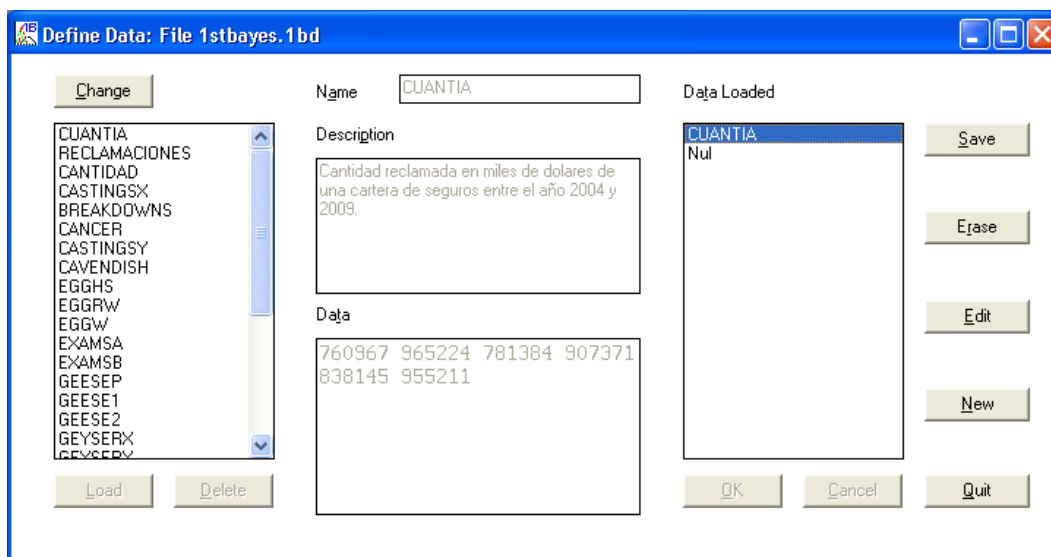 Define Data: File 1stbayes.1bd
Change
CUANTIA
RECLAMACIONES
CANTIDAD
CASTINGSX
BREAKDOWNS
CANCER
CASTINGSY
CAVENDISH
EGGHS
EGGRW
EGGW
EXAMSA
EXAMSB
GEESEP
GEESE1
GEESE2
GEYSERX
Load
Delete
Name
CUANTIA
Description
Cantidad reclamada en miles de dolares de
una cartera de seguros entre el año 2004 y
2009.
Data
760967 965224 781384 907371
838145 955211
Data Loaded
CUANTIA
Nul
OK
Cancel
Save
Erase
Edit
New
Quit